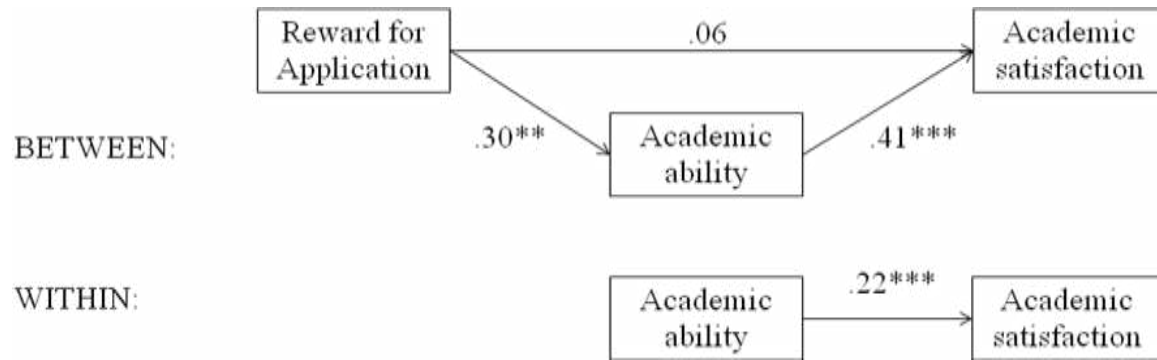 Reward for
Application
.06
Academic
satisfaction
BETWEEN:
.30**
Academic
ability
.41***
WITHIN:
Academic
ability
.22***
Academic
satisfaction